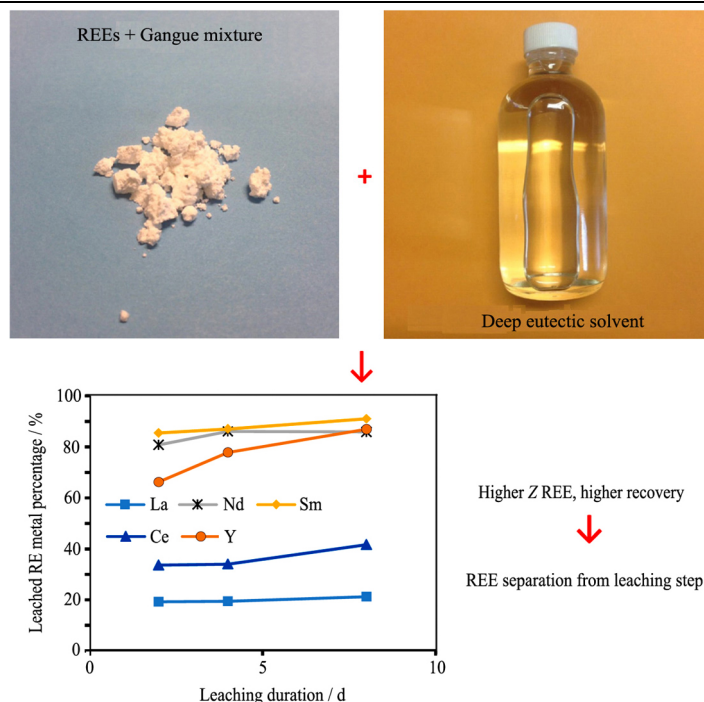 REEs + Gangue mixture
+
Deep eutectic solvent
Leached RE metal percentage / %
100
80
60
40
20
0
La Nd Sm
Ce Y
0 5 10
Leaching duration / d
Higher Z REE, higher recovery
REE separation from leaching step